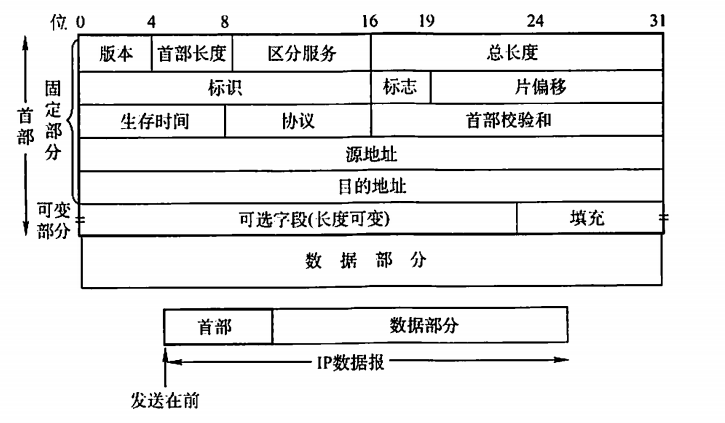 位 0 4 8 16 19 24 31
版本 首部长度 区分服务 总长度
标识 标志 片偏移
生存时间 协议 首部校验和
源地址
目的地址
可选字段(长度可变) 填充
数据部分
首部
固定部分
可变部分
首部 数据部分
IP数据报
发送在前